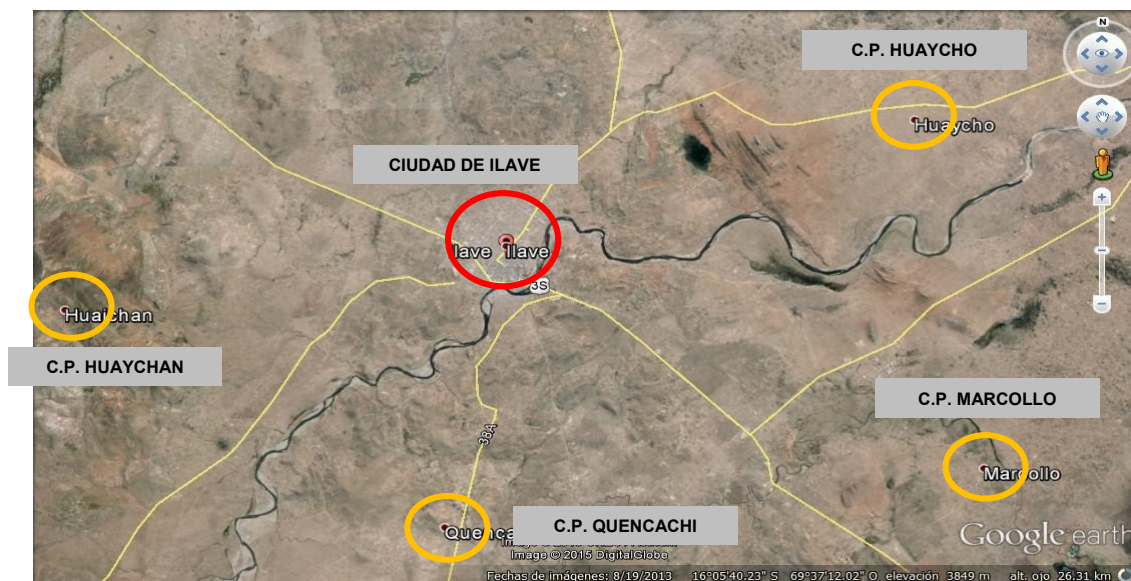 N
C.P. HUAYCHO
Huaycho
CIUDAD DE ILAVE
Ilave Ilave
3S
Huaichan
C.P. HUAYCHAN
C.P. MARCOLLO
38A
Marcollo
C.P. QUENCACHI
Google earth
Image © 2015 DigitalGlobe
Fechas de imágenes: 8/19/2013 16°05'40.23" S 69°37'12.02" O elevación 3849 m alt. ojo 26.31 km